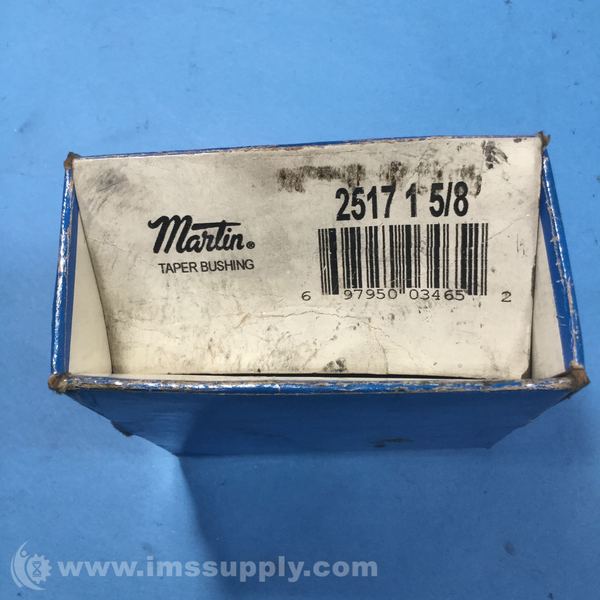 2517 1 5/8
Martin®
TAPER BUSHING
6 97950 03465 2
www.imssupply.com